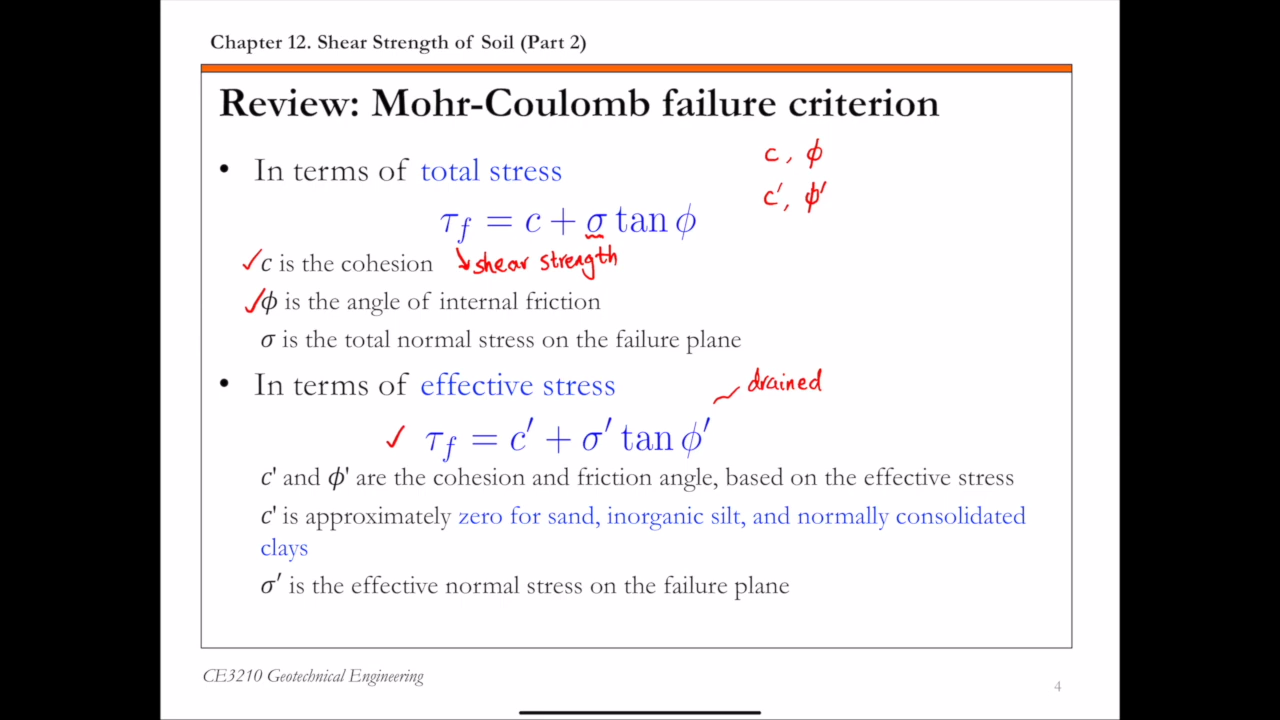 Chapter 12. Shear Strength of Soil (Part 2)
Review: Mohr-Coulomb failure criterion
c, ϕ
• In terms of total stress
c', ϕ'
τf = c + σ tan ϕ
✓ c is the cohesion
shear strength
✓ ϕ is the angle of internal friction
σ is the total normal stress on the failure plane
• In terms of effective stress
drained
✓ τf = c′ + σ′ tan ϕ′
c' and ϕ' are the cohesion and friction angle, based on the effective stress
c' is approximately zero for sand, inorganic silt, and normally consolidated
clays
σ′ is the effective normal stress on the failure plane
CE3210 Geotechnical Engineering
4